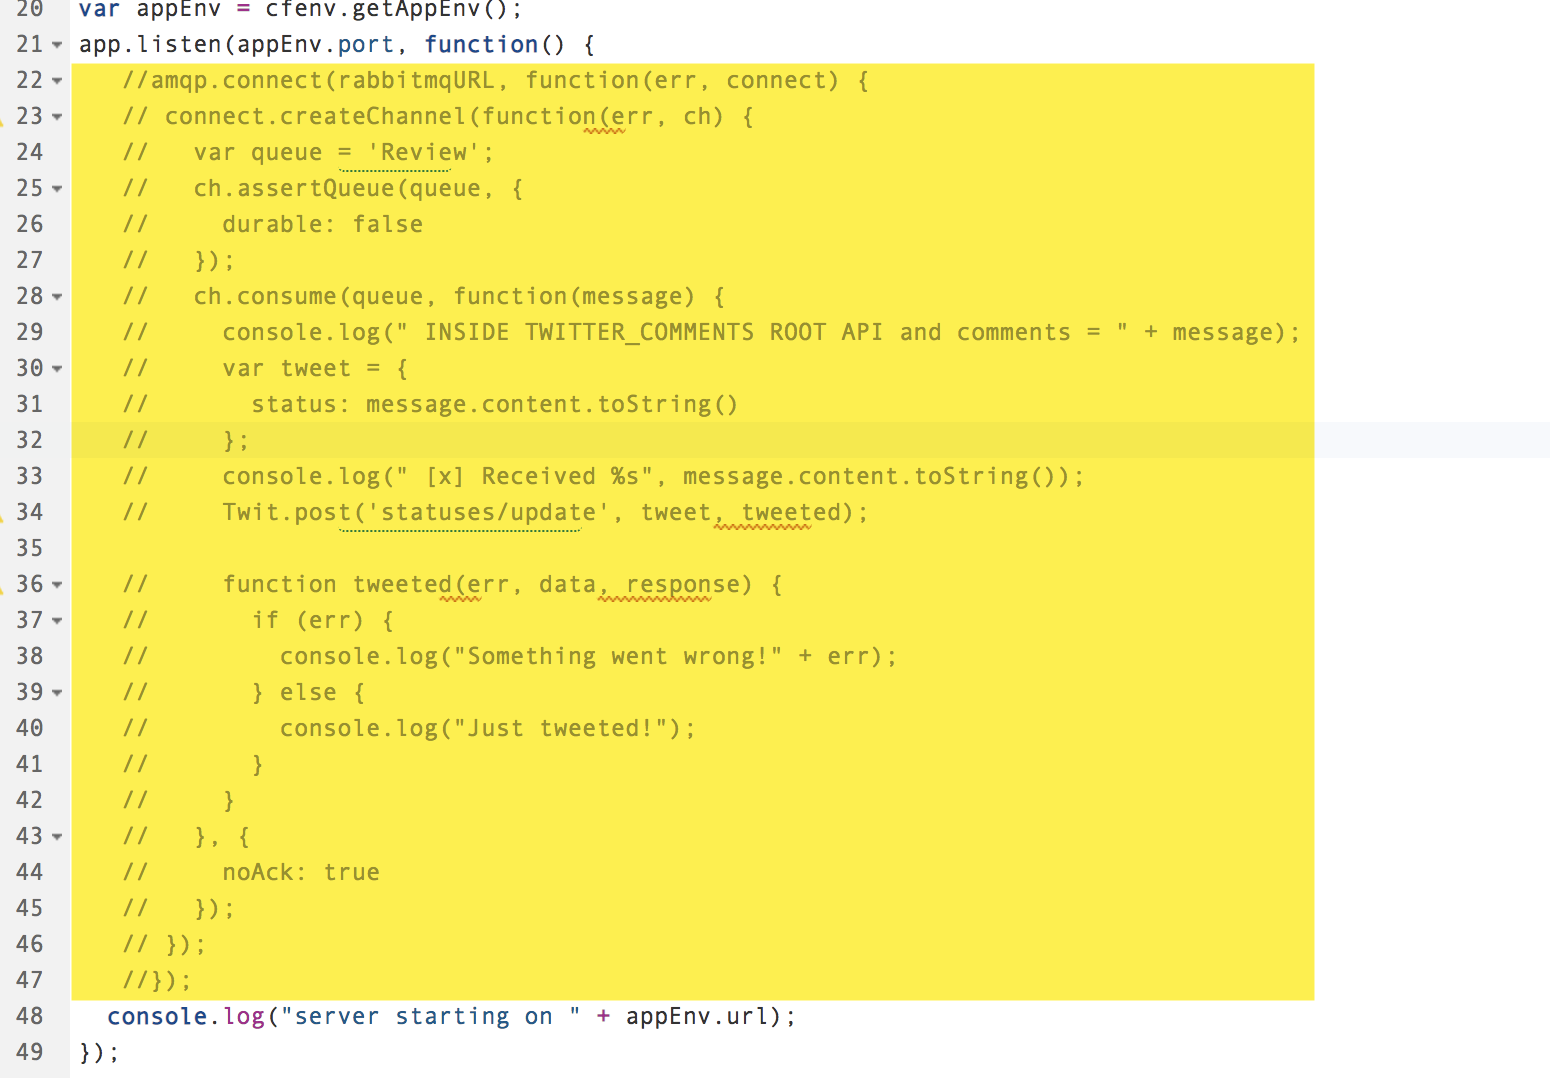 20 var appEnv = cfenv.getAppEnv();
21 app.listen(appEnv.port, function() {
22 //amqp.connect(rabbitmqURL, function(err, connect) {
23 // connect.createChannel(function(err, ch) {
24 //   var queue = 'Review';
25 //   ch.assertQueue(queue, {
26 //     durable: false
27 //   });
28 //   ch.consume(queue, function(message) {
29 //     console.log(" INSIDE TWITTER_COMMENTS ROOT API and comments = " + message);
30 //     var tweet = {
31 //       status: message.content.toString()
32 //     };
33 //     console.log(" [x] Received %s", message.content.toString());
34 //     Twit.post('statuses/update', tweet, tweeted);
35
36 //     function tweeted(err, data, response) {
37 //       if (err) {
38 //         console.log("Something went wrong!" + err);
39 //       } else {
40 //         console.log("Just tweeted!");
41 //       }
42 //     }
43 //   }, {
44 //     noAck: true
45 //   });
46 // });
47 //});
48 console.log("server starting on " + appEnv.url);
49 });